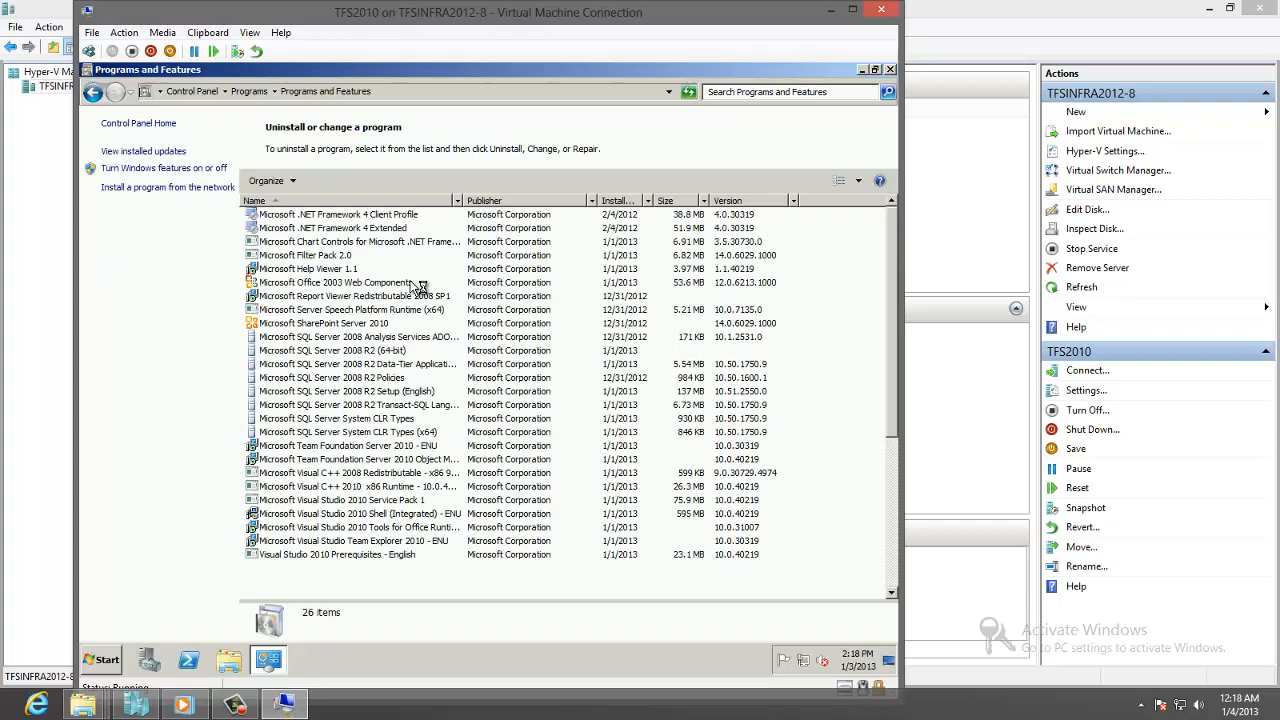 TFS2010 on TFSINFRA2012-8 - Virtual Machine Connection
File Action
File Action Media Clipboard View Help
Hyper-V Ma
TFSINF
Programs and Features
Control Panel Programs Programs and Features
Search Programs and Features
Control Panel Home
View installed updates
Turn Windows features on or off
Install a program from the network
Uninstall or change a program
To uninstall a program, select it from the list and then click Uninstall, Change, or Repair.
Organize
Name Publisher Install... Size Version
Microsoft .NET Framework 4 Client Profile Microsoft Corporation 2/4/2012 38.8 MB 4.0.30319
Microsoft .NET Framework 4 Extended Microsoft Corporation 2/4/2012 51.9 MB 4.0.30319
Microsoft Chart Controls for Microsoft .NET Frame... Microsoft Corporation 1/1/2013 6.91 MB 3.5.30730.0
Microsoft Filter Pack 2.0 Microsoft Corporation 1/1/2013 6.82 MB 14.0.6029.1000
Microsoft Help Viewer 1.1 Microsoft Corporation 1/1/2013 3.97 MB 1.1.40219
Microsoft Office 2003 Web Components Microsoft Corporation 1/1/2013 53.6 MB 12.0.6213.1000
Microsoft Report Viewer Redistributable 2008 SP1 Microsoft Corporation 12/31/2012
Microsoft Server Speech Platform Runtime (x64) Microsoft Corporation 12/31/2012 5.21 MB 10.0.7135.0
Microsoft SharePoint Server 2010 Microsoft Corporation 12/31/2012 14.0.6029.1000
Microsoft SQL Server 2008 Analysis Services ADO... Microsoft Corporation 12/31/2012 171 KB 10.1.2531.0
Microsoft SQL Server 2008 R2 (64-bit) Microsoft Corporation 1/1/2013
Microsoft SQL Server 2008 R2 Data-Tier Applicati... Microsoft Corporation 1/1/2013 5.54 MB 10.50.1750.9
Microsoft SQL Server 2008 R2 Policies Microsoft Corporation 12/31/2012 984 KB 10.50.1600.1
Microsoft SQL Server 2008 R2 Setup (English) Microsoft Corporation 1/1/2013 137 MB 10.51.2550.0
Microsoft SQL Server 2008 R2 Transact-SQL Lang... Microsoft Corporation 1/1/2013 6.73 MB 10.50.1750.9
Microsoft SQL Server System CLR Types Microsoft Corporation 1/1/2013 930 KB 10.50.1750.9
Microsoft SQL Server System CLR Types (x64) Microsoft Corporation 1/1/2013 846 KB 10.50.1750.9
Microsoft Team Foundation Server 2010 - ENU Microsoft Corporation 1/1/2013 10.0.30319
Microsoft Team Foundation Server 2010 Object M... Microsoft Corporation 1/1/2013 10.0.40219
Microsoft Visual C++ 2008 Redistributable - x86 9... Microsoft Corporation 1/1/2013 599 KB 9.0.30729.4974
Microsoft Visual C++ 2010 x86 Runtime - 10.0.4... Microsoft Corporation 1/1/2013 26.3 MB 10.0.40219
Microsoft Visual Studio 2010 Service Pack 1 Microsoft Corporation 1/1/2013 75.9 MB 10.0.40219
Microsoft Visual Studio 2010 Shell (Integrated) - ENU Microsoft Corporation 1/1/2013 595 MB 10.0.40219
Microsoft Visual Studio 2010 Tools for Office Runti... Microsoft Corporation 1/1/2013 10.0.31007
Microsoft Visual Studio Team Explorer 2010 - ENU Microsoft Corporation 1/1/2013 10.0.30319
Visual Studio 2010 Prerequisites - English Microsoft Corporation 1/1/2013 23.1 MB 10.0.40219
26 items
Start
2:18 PM
1/3/2013
Status: Running
TFSINFRA2012-8
Actions
TFSINFRA2012-8
New
Import Virtual Machine...
Hyper-V Settings...
Virtual Switch Manager...
Virtual SAN Manager...
Edit Disk...
Inspect Disk...
Stop Service
Remove Server
Refresh
View
Help
TFS2010
Connect...
Settings...
Turn Off...
Shut Down...
Save
Pause
Reset
Snapshot
Revert...
Move...
Rename...
Help
Activate Windows
Go to PC settings to activate Windows.
12:18 AM
1/4/2013